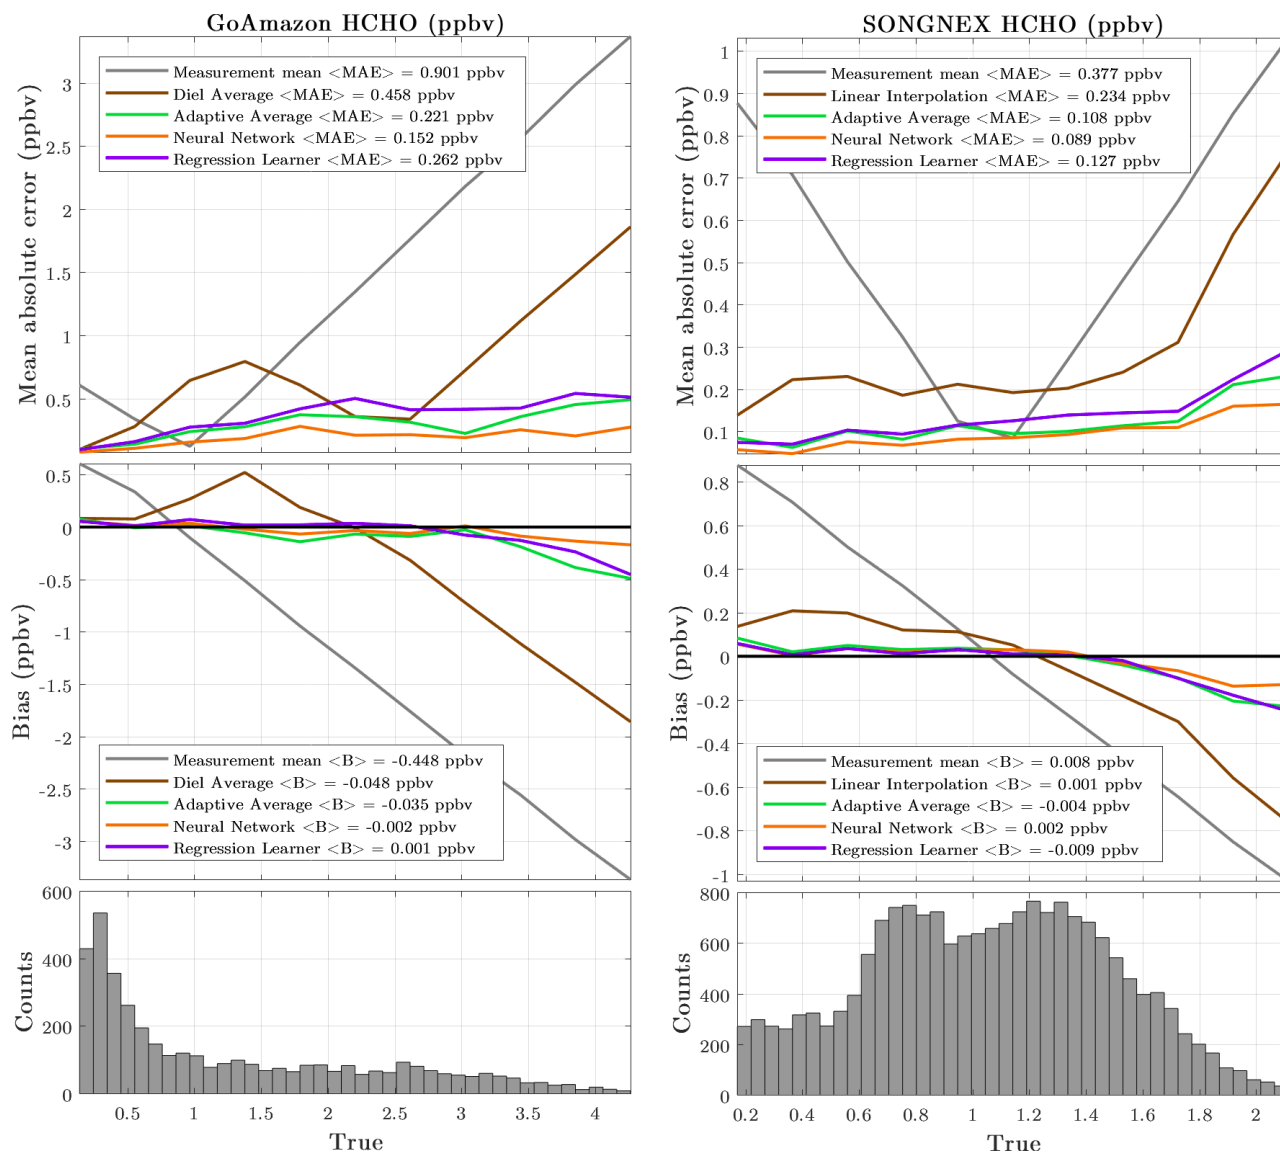 GoAmazon HCHO (ppbv)
Mean absolute error (ppbv)
3
2.5
2
1.5
1
0.5
Measurement mean <MAE> = 0.901 ppbv
Diel Average <MAE> = 0.458 ppbv
Adaptive Average <MAE> = 0.221 ppbv
Neural Network <MAE> = 0.152 ppbv
Regression Learner <MAE> = 0.262 ppbv
Bias (ppbv)
0.5
0
-0.5
-1
-1.5
-2
-2.5
-3
Measurement mean <B> = -0.448 ppbv
Diel Average <B> = -0.048 ppbv
Adaptive Average <B> = -0.035 ppbv
Neural Network <B> = -0.002 ppbv
Regression Learner <B> = 0.001 ppbv
Counts
600
400
200
0
0.5 1 1.5 2 2.5 3 3.5 4
True
SONGNEX HCHO (ppbv)
Mean absolute error (ppbv)
1
0.9
0.8
0.7
0.6
0.5
0.4
0.3
0.2
0.1
Measurement mean <MAE> = 0.377 ppbv
Linear Interpolation <MAE> = 0.234 ppbv
Adaptive Average <MAE> = 0.108 ppbv
Neural Network <MAE> = 0.089 ppbv
Regression Learner <MAE> = 0.127 ppbv
Bias (ppbv)
0.8
0.6
0.4
0.2
0
-0.2
-0.4
-0.6
-0.8
-1
Measurement mean <B> = 0.008 ppbv
Linear Interpolation <B> = 0.001 ppbv
Adaptive Average <B> = -0.004 ppbv
Neural Network <B> = 0.002 ppbv
Regression Learner <B> = -0.009 ppbv
Counts
800
600
400
200
0
0.2 0.4 0.6 0.8 1 1.2 1.4 1.6 1.8 2
True